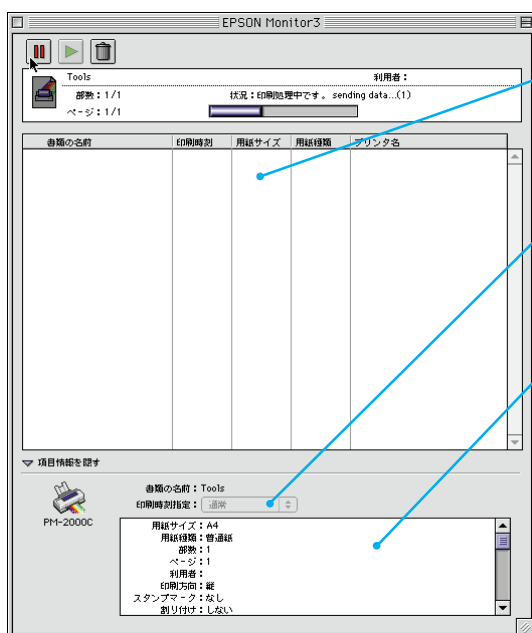 EPSON Monitor3
Tools
利用者：
部数：1/1
状況：印刷処理中です。 sending data...(1)
ページ：1/1
書類の名前 印刷時刻 用紙サイズ 用紙種類 プリンタ名
項目情報を隠す
PM-2000C
書類の名前：Tools
印刷時刻指定：通常
用紙サイズ：A4
用紙種類：普通紙
部数：1
ページ：1
利用者：
印刷方向：縦
スタンプマーク：なし
割り付け：しない